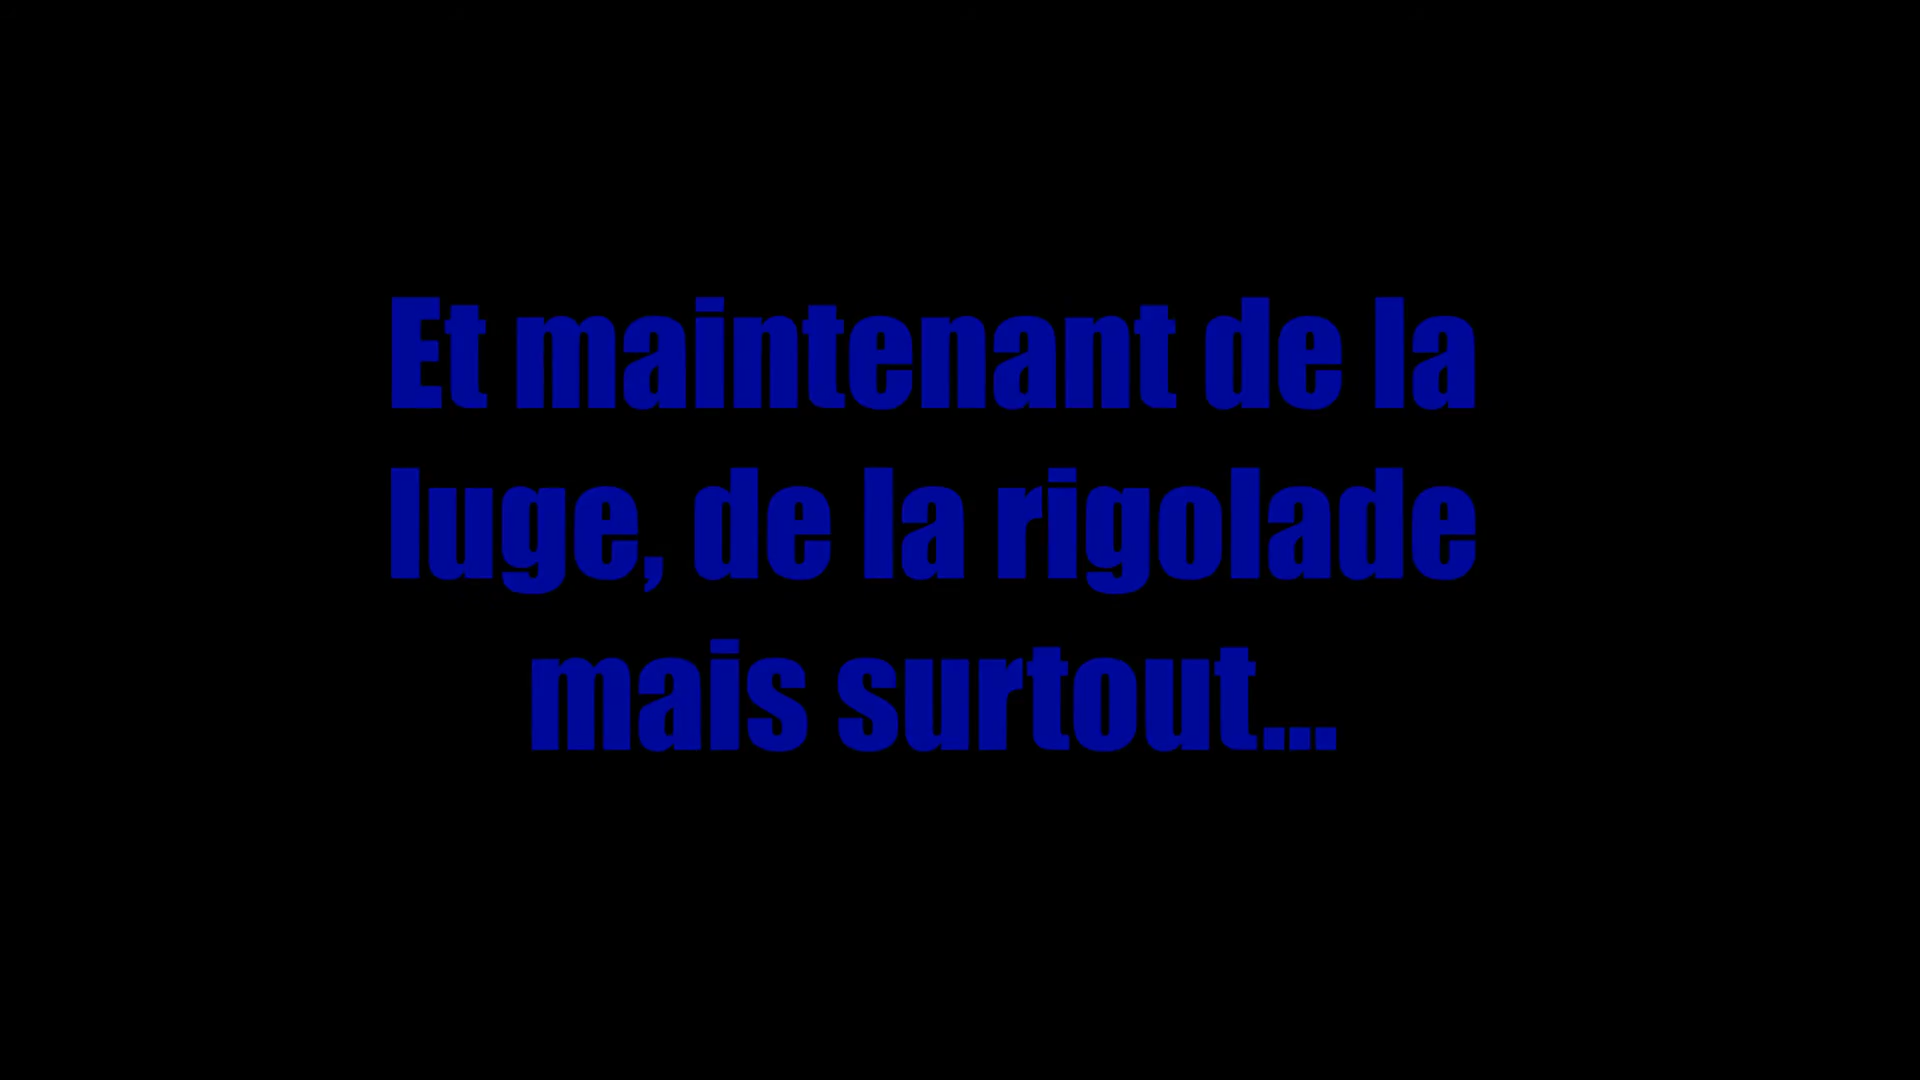 Et maintenant de la
luge, de la rigolade
mais surtout...